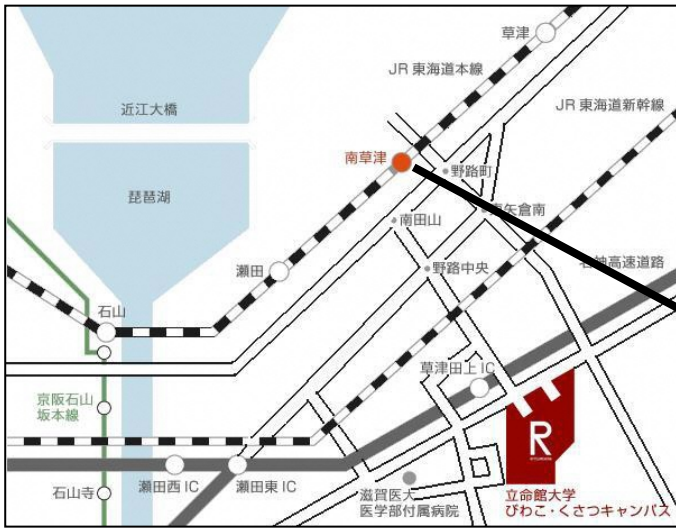 草津
JR 東海道本線
近江大橋
JR 東海道新幹線
南草津
野路町
琵琶湖
矢倉南
南田山
瀬田
野路中央
名神高速道路
石山
草津田上 IC
京阪石山
坂本線
R
瀬田西 IC
瀬田東 IC
石山寺
滋賀医大
医学部付属病院
立命館大学
びわこ・くさつキャンパス